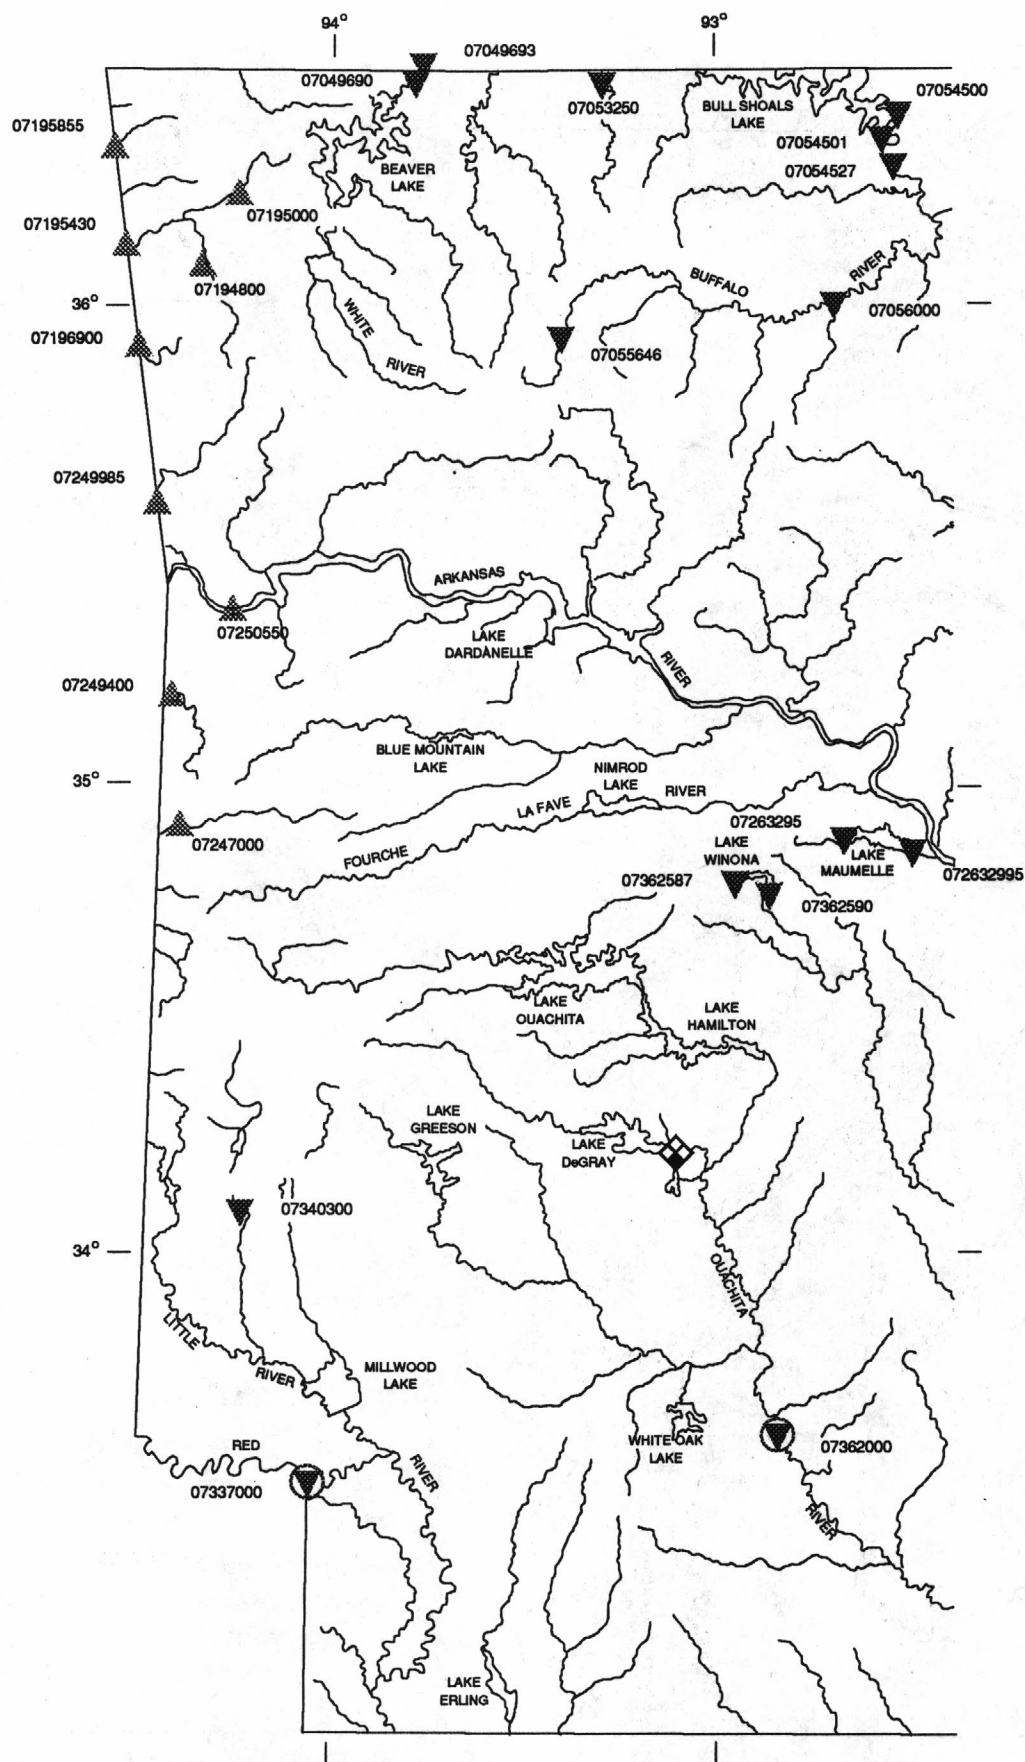 94°
93°
07049693
07049690
07053250
BULL SHOALS
LAKE
07054500
07195855
07054501
BEAVER
LAKE
07054527
07195000
07195430
07194800
BUFFALO
RIVER
36°
WHITE
RIVER
07056000
07196900
07055646
07249985
ARKANSAS
07250550
LAKE
DARDANELLE
RIVER
07249400
BLUE MOUNTAIN
LAKE
35°
NIMROD
LAKE
LA FAVE
RIVER
07263295
07247000
FOURCHE
LAKE
WINONA
LAKE
MAUMELLE
072632995
07362587
07362590
LAKE
OUACHITA
LAKE
HAMILTON
LAKE
GREESON
LAKE
DeGRAY
07340300
34°
OUACHITA
LITTLE
RIVER
MILLWOOD
LAKE
RED
RIVER
WHITE OAK
LAKE
07362000
07337000
RIVER
LAKE
ERLING